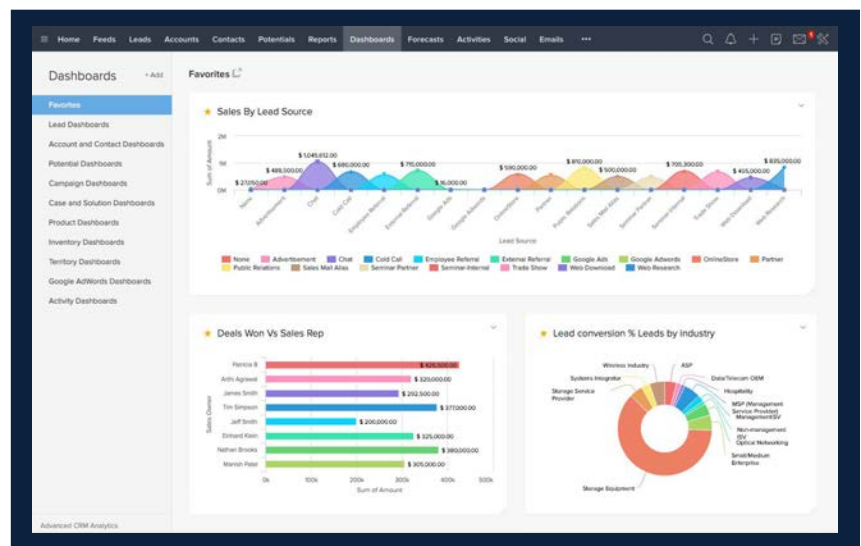 Home Feeds Leads Accounts Contacts Potentials Reports Dashboards Forecasts Activities Social Emails •••
Dashboards + Add
Favorites
Lead Dashboards
Account and Contact Dashboards
Potential Dashboards
Campaign Dashboards
Case and Solution Dashboards
Product Dashboards
Inventory Dashboards
Territory Dashboards
Google AdWords Dashboards
Activity Dashboards
Advanced CRM Analytics
Favorites
Sales By Lead Source
Sum of Amount
2M
1M
0M
$ 27,050.00 $ 488,500.00 $ 1,045,612.00 $ 680,000.00 $ 715,000.00 $ 16,000.00 $ 590,000.00 $ 810,000.00 $ 500,000.00 $ 705,300.00 $ 455,000.00 $ 835,000.00
None Advertisement Chat Cold Call Employee Referral External Referral Google Ads Google Adwords OnlineStore Partner Public Relations Sales Mail Alias Seminar Partner Seminar-Internal Trade Show Web Download Web Research
Lead Source
None Advertisement Chat Cold Call Employee Referral External Referral Google Ads Google Adwords OnlineStore Partner
Public Relations Sales Mail Alias Seminar Partner Seminar-Internal Trade Show Web Download Web Research
Deals Won Vs Sales Rep
Sales Owner
Patricia B
Arthi Agrawal $ 320,000.00
James Smith $ 292,500.00
Tim Simpson $ 377,000.00
Jeff Smith $ 200,000.00
Einhard Klein $ 325,000.00
Nathan Brooks $ 380,000.00
Manish Patel $ 305,000.00
0k 100k 200k 300k 400k 500k
Sum of Amount
Lead conversion % Leads by industry
Wireless Industry
ASP
Systems Integrator
Data/Telecom OEM
Storage Service
Provider
Hospitality
MSP (Management
Service Provider)
ManagementISV
Non-management
ISV
Optical Networking
Small/Medium
Enterprise
Storage Equipment